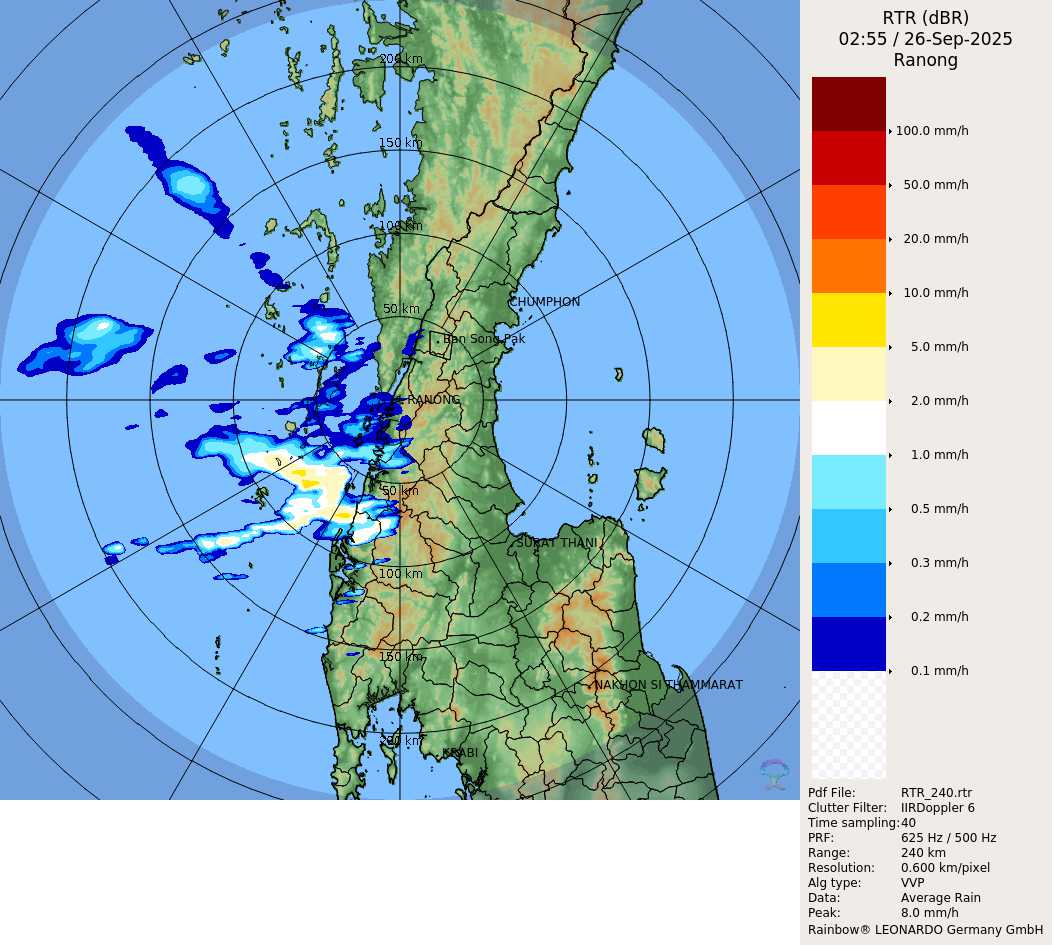 RTR (dBR)
02:55 / 26-Sep-2025
Ranong
200 km
150 km
100 km
50 km
CHUMPHON
Ban Song Pak
RANONG
50 km
SURAT THANI
100 km
150 km
NAKHON SI THAMMARAT
200 km
KRABI
100.0 mm/h
50.0 mm/h
20.0 mm/h
10.0 mm/h
5.0 mm/h
2.0 mm/h
1.0 mm/h
0.5 mm/h
0.3 mm/h
0.2 mm/h
0.1 mm/h
Pdf File: RTR_240.rtr
Clutter Filter: IIRDoppler 6
Time sampling: 40
PRF: 625 Hz / 500 Hz
Range: 240 km
Resolution: 0.600 km/pixel
Alg type: VVP
Data: Average Rain
Peak: 8.0 mm/h
Rainbow® LEONARDO Germany GmbH